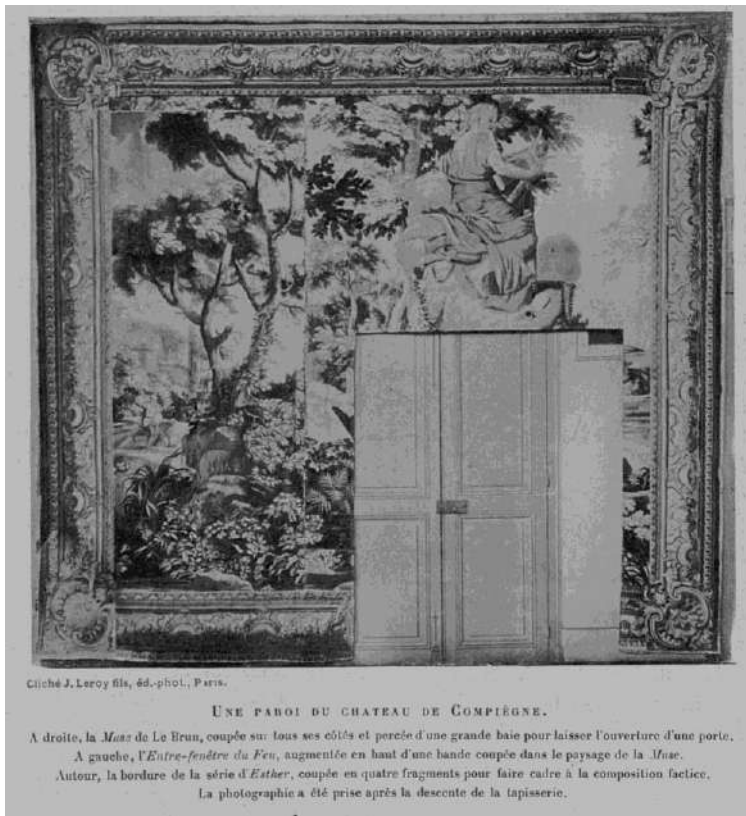 Cliché J. Leroy fils, éd.-phot., Paris.
UNE PAROI DU CHATEAU DE COMPIÈGNE.
A droite, la Muse de Le Brun, coupée sur tous ses côtés et percée d'une grande baie pour laisser l'ouverture d'une porte.
A gauche, l'Entre-fenêtre du Feu, augmentée en haut d'une bande coupée dans le paysage de la Muse.
Autour, la bordure de la série d'Esther, coupée en quatre fragments pour faire cadre à la composition factice.
La photographie a été prise après la descente de la tapisserie.